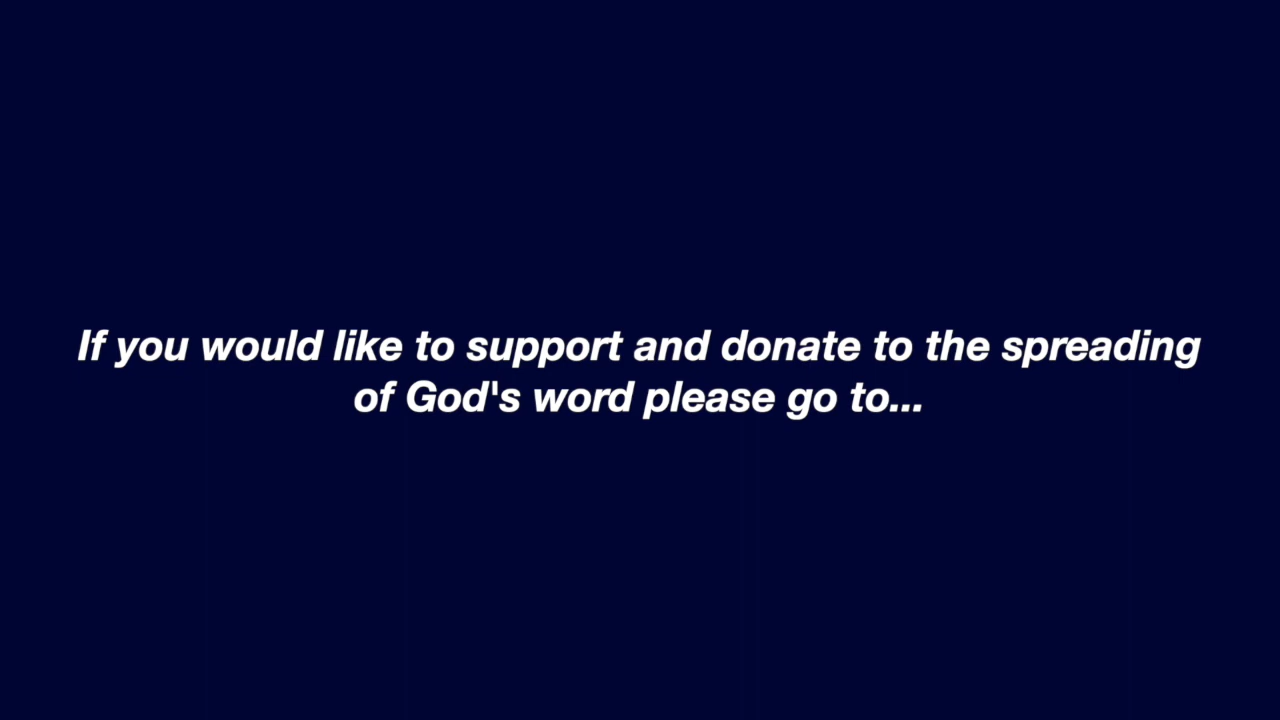 If you would like to support and donate to the spreading
of God's word please go to...